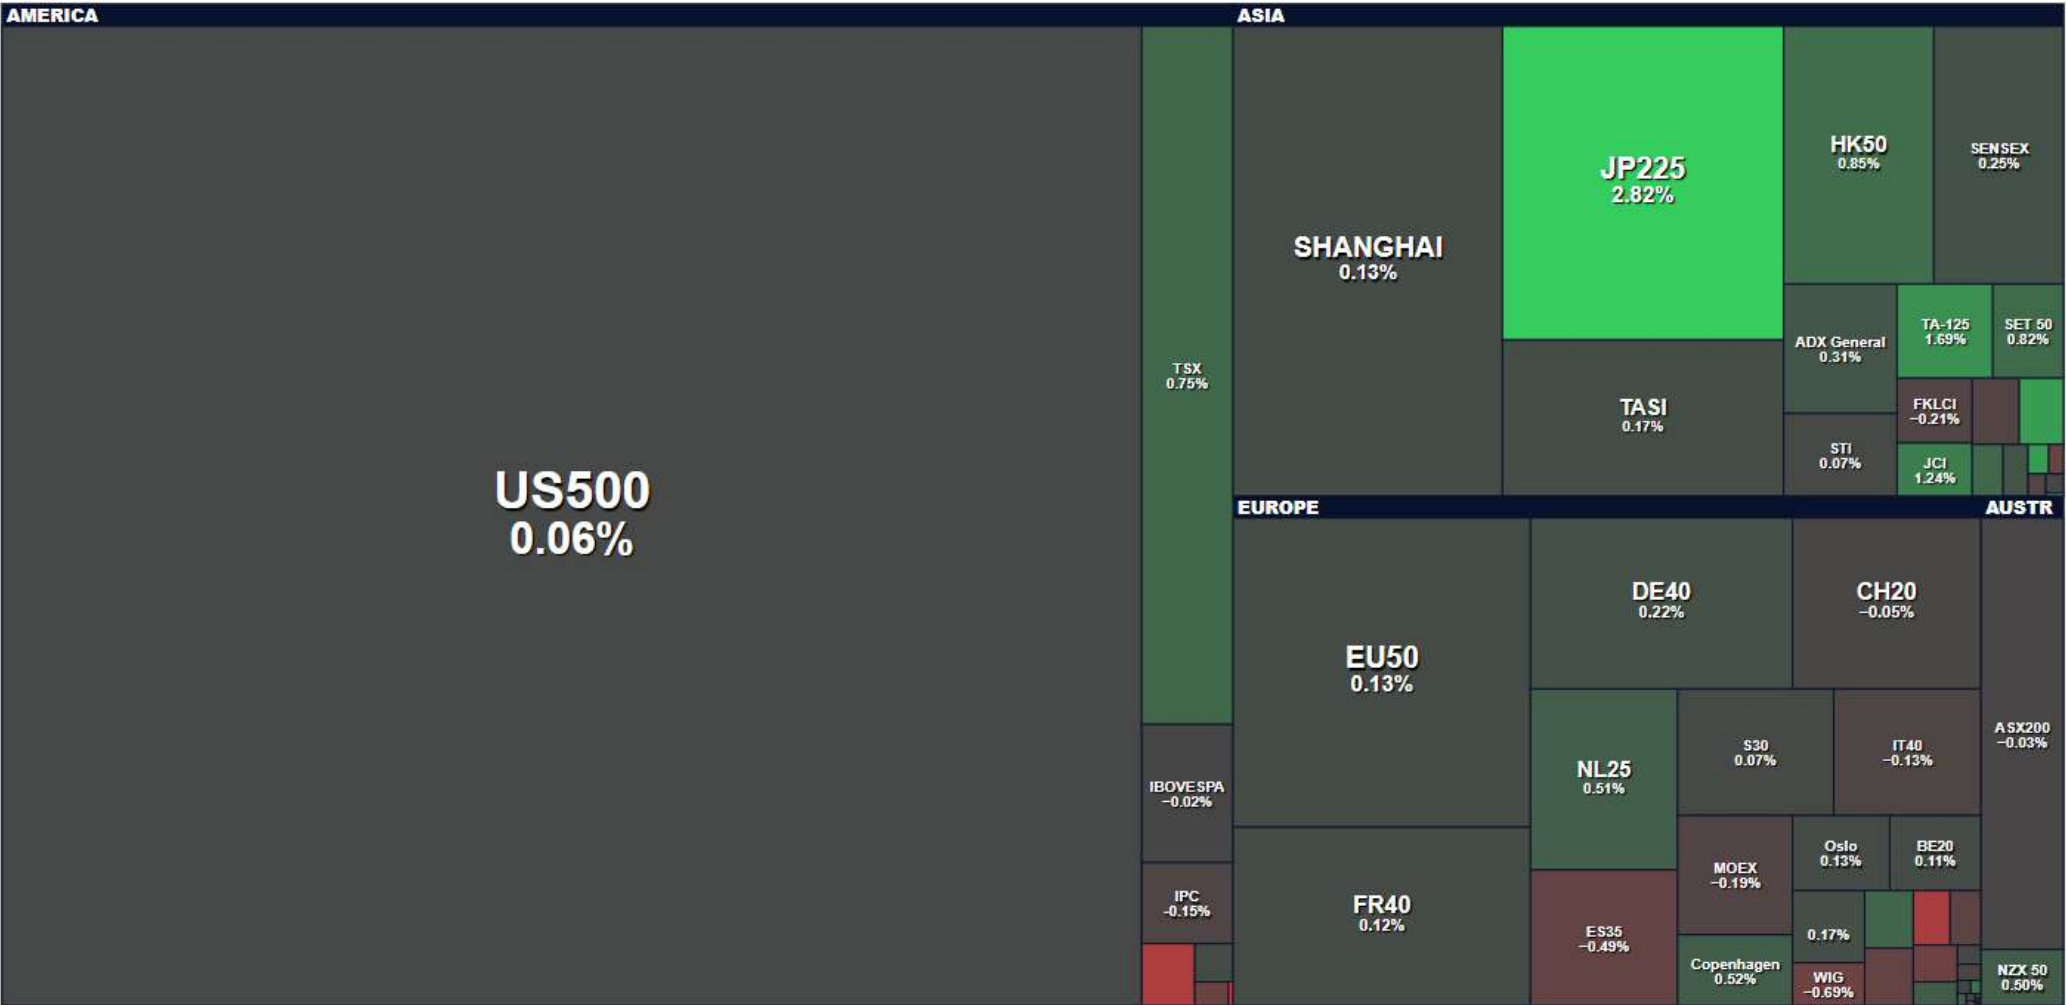 AMERICA
US500
0.06%
TSX
0.75%
IBOVESPA
−0.02%
IPC
-0.15%
ASIA
SHANGHAI
0.13%
JP225
2.82%
TASI
0.17%
HK50
0.85%
SENSEX
0.25%
ADX General
0.31%
TA-125
1.69%
SET 50
0.82%
FKLCI
−0.21%
STI
0.07%
JCI
1.24%
EUROPE
EU50
0.13%
FR40
0.12%
DE40
0.22%
CH20
−0.05%
NL25
0.51%
S30
0.07%
IT40
−0.13%
ES35
−0.49%
MOEX
−0.19%
Oslo
0.13%
BE20
0.11%
Copenhagen
0.52%
0.17%
WIG
−0.69%
AUSTR
ASX200
−0.03%
NZX 50
0.50%